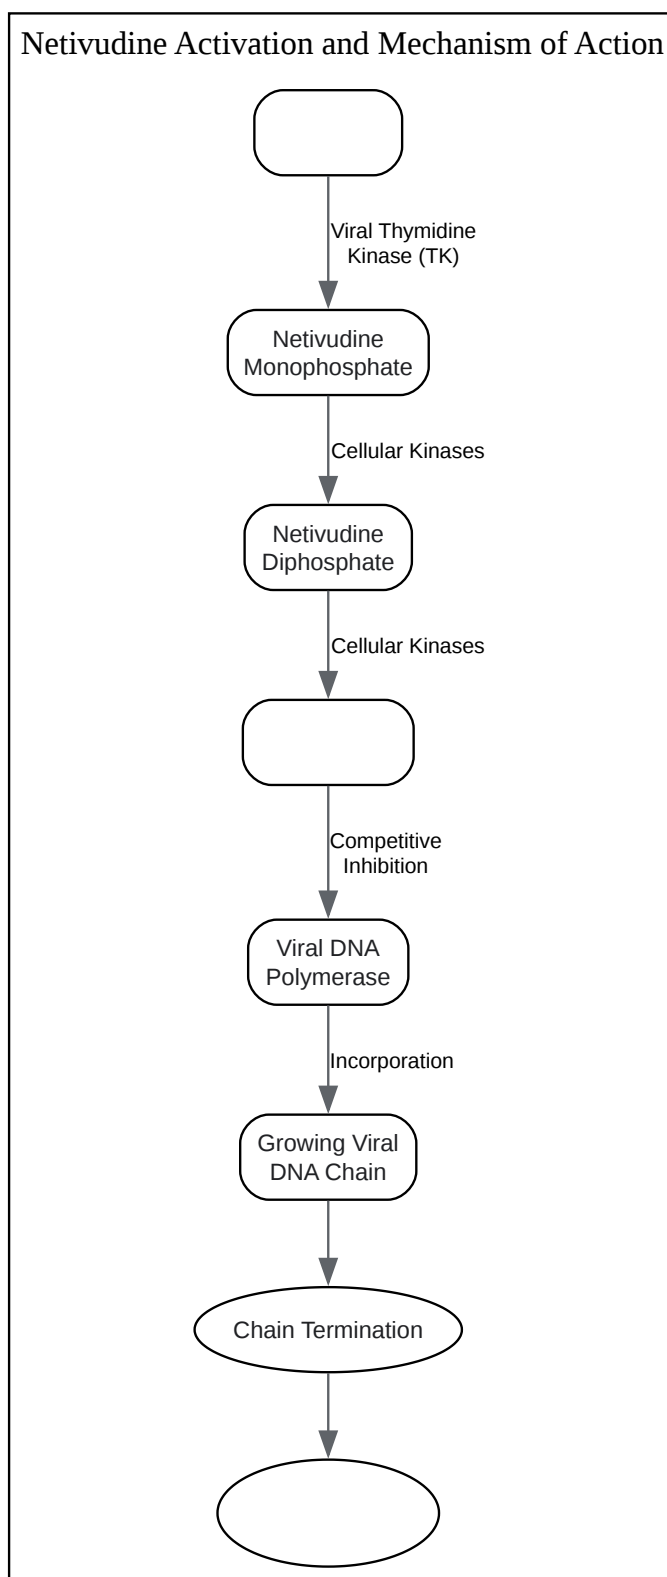 Netivudine Activation and Mechanism of Action
Viral Thymidine
Kinase (TK)
Netivudine
Monophosphate
Cellular Kinases
Netivudine
Diphosphate
Cellular Kinases
Competitive
Inhibition
Viral DNA
Polymerase
Incorporation
Growing Viral
DNA Chain
Chain Termination